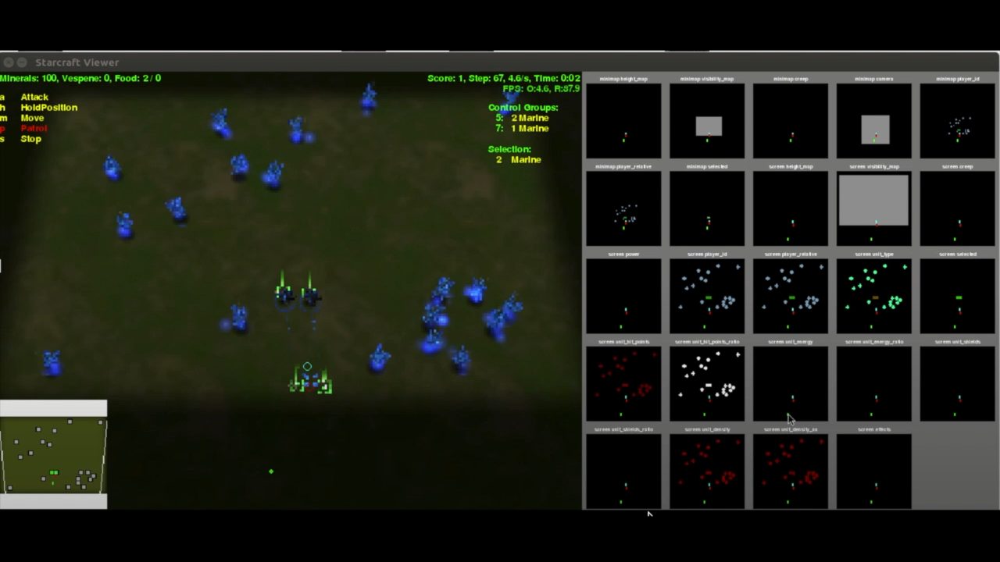 Starcraft Viewer
Minerals: 100, Vespene: 0, Food: 2 / 0
Score: 1, Step: 67, 4.6/s, Time: 0:02
FPS: O:4.6, R:87.9
a Attack
h HoldPosition
m Move
p Patrol
s Stop
Control Groups:
5: 2 Marine
7: 1 Marine
Selection:
2 Marine
minimap height_map
minimap visibility_map
minimap creep
minimap camera
minimap player_id
minimap player_relative
minimap selected
screen height_map
screen visibility_map
screen creep
screen power
screen player_id
screen player_relative
screen unit_type
screen selected
screen unit_hit_points
screen unit_hit_points_ratio
screen unit_energy
screen unit_energy_ratio
screen unit_shields
screen unit_shields_ratio
screen unit_density
screen unit_density_aa
screen effects